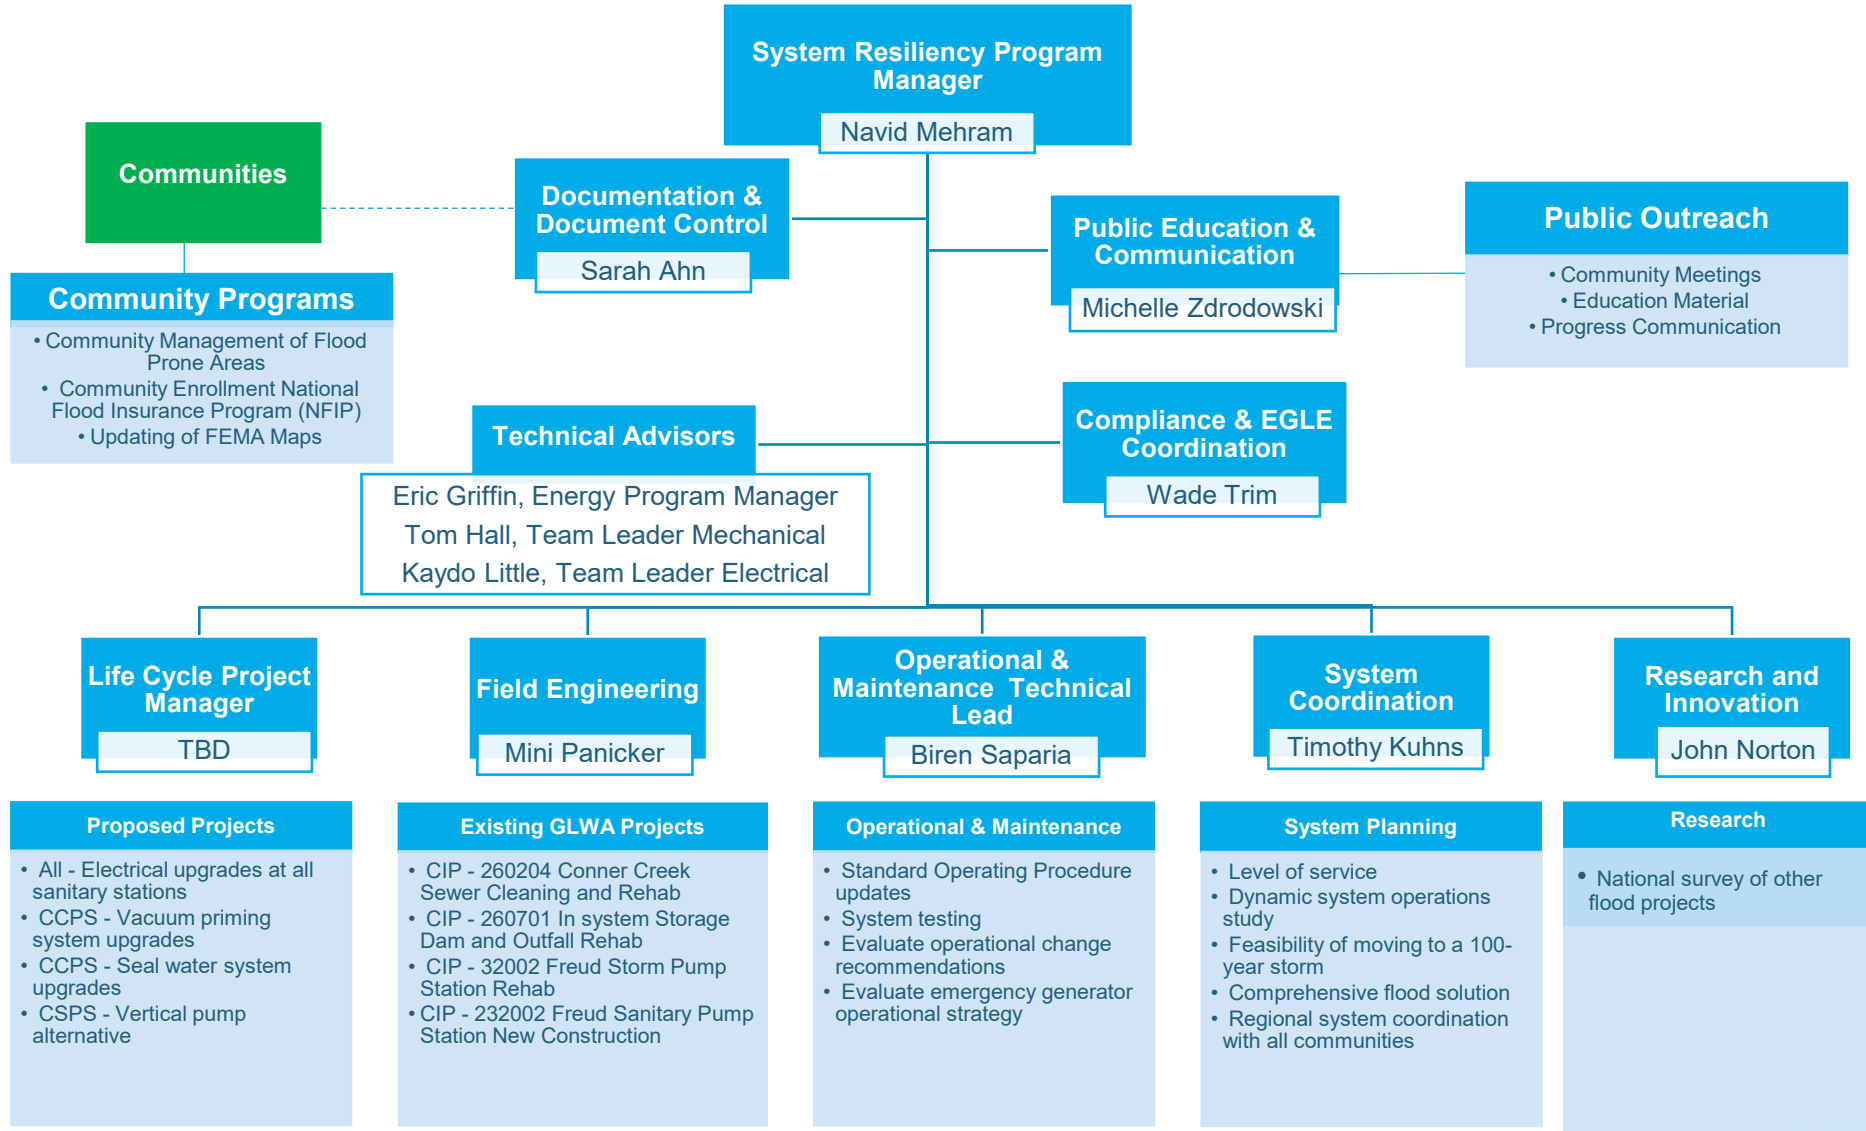 System Resiliency Program
Manager
Navid Mehram
Communities
Documentation &
Document Control
Sarah Ahn
Public Education &
Communication
Michelle Zdrodowski
Public Outreach
• Community Meetings
• Education Material
• Progress Communication
Community Programs
• Community Management of Flood
Prone Areas
• Community Enrollment National
Flood Insurance Program (NFIP)
• Updating of FEMA Maps
Technical Advisors
Eric Griffin, Energy Program Manager
Tom Hall, Team Leader Mechanical
Kaydo Little, Team Leader Electrical
Compliance & EGLE
Coordination
Wade Trim
Life Cycle Project
Manager
TBD
Field Engineering
Mini Panicker
Operational &
Maintenance Technical
Lead
Biren Saparia
System
Coordination
Timothy Kuhns
Research and
Innovation
John Norton
Proposed Projects
• All - Electrical upgrades at all
sanitary stations
• CCPS - Vacuum priming
system upgrades
• CCPS - Seal water system
upgrades
• CSPS - Vertical pump
alternative
Existing GLWA Projects
• CIP - 260204 Conner Creek
Sewer Cleaning and Rehab
• CIP - 260701 In system Storage
Dam and Outfall Rehab
• CIP - 32002 Freud Storm Pump
Station Rehab
• CIP - 232002 Freud Sanitary Pump
Station New Construction
Operational & Maintenance
• Standard Operating Procedure
updates
• System testing
• Evaluate operational change
recommendations
• Evaluate emergency generator
operational strategy
System Planning
• Level of service
• Dynamic system operations
study
• Feasibility of moving to a 100-
year storm
• Comprehensive flood solution
• Regional system coordination
with all communities
Research
• National survey of other
flood projects